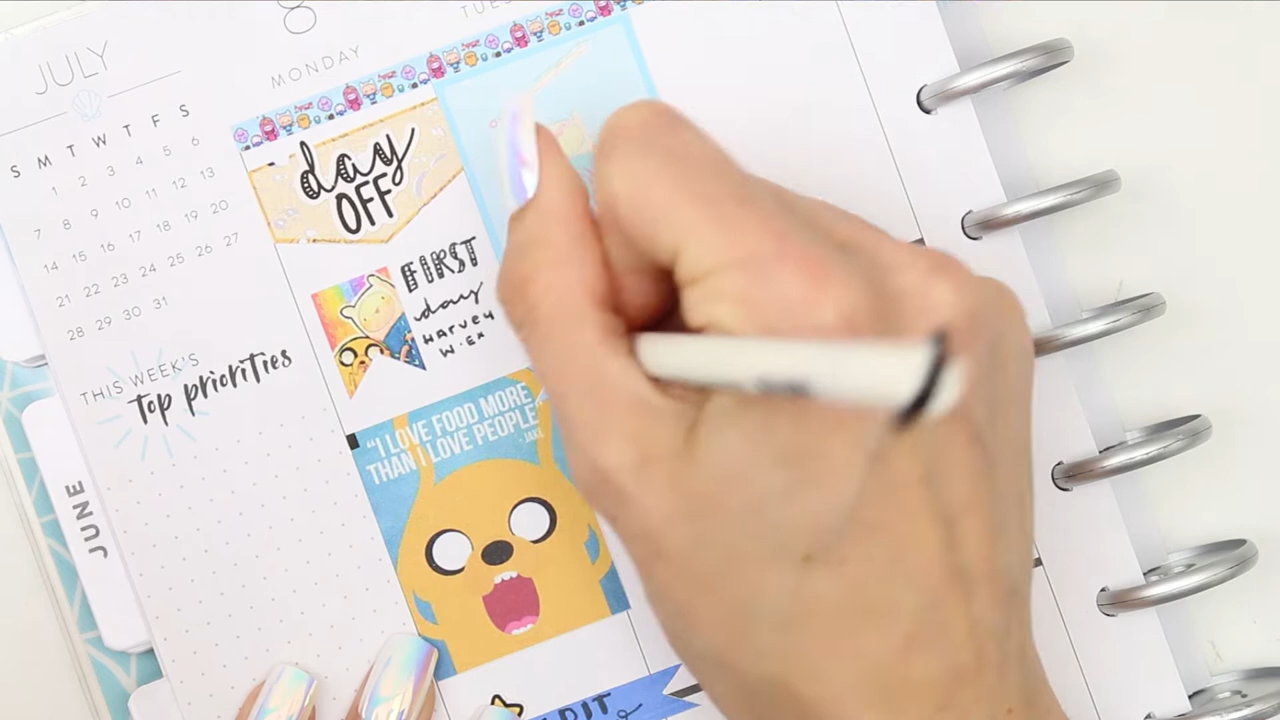 JULY
S M T W T F S
1 2 3 4 5 6
7 8 9 10 11 12 13
14 15 16 17 18 19 20
21 22 23 24 25 26 27
28 29 30 31
THIS WEEK'S
top priorities
JUNE
8
MONDAY
day
OFF
FIRST
day
HARVEY
W.EX
"I LOVE FOOD MORE
THAN I LOVE PEOPLE"
- JAKE
TUES